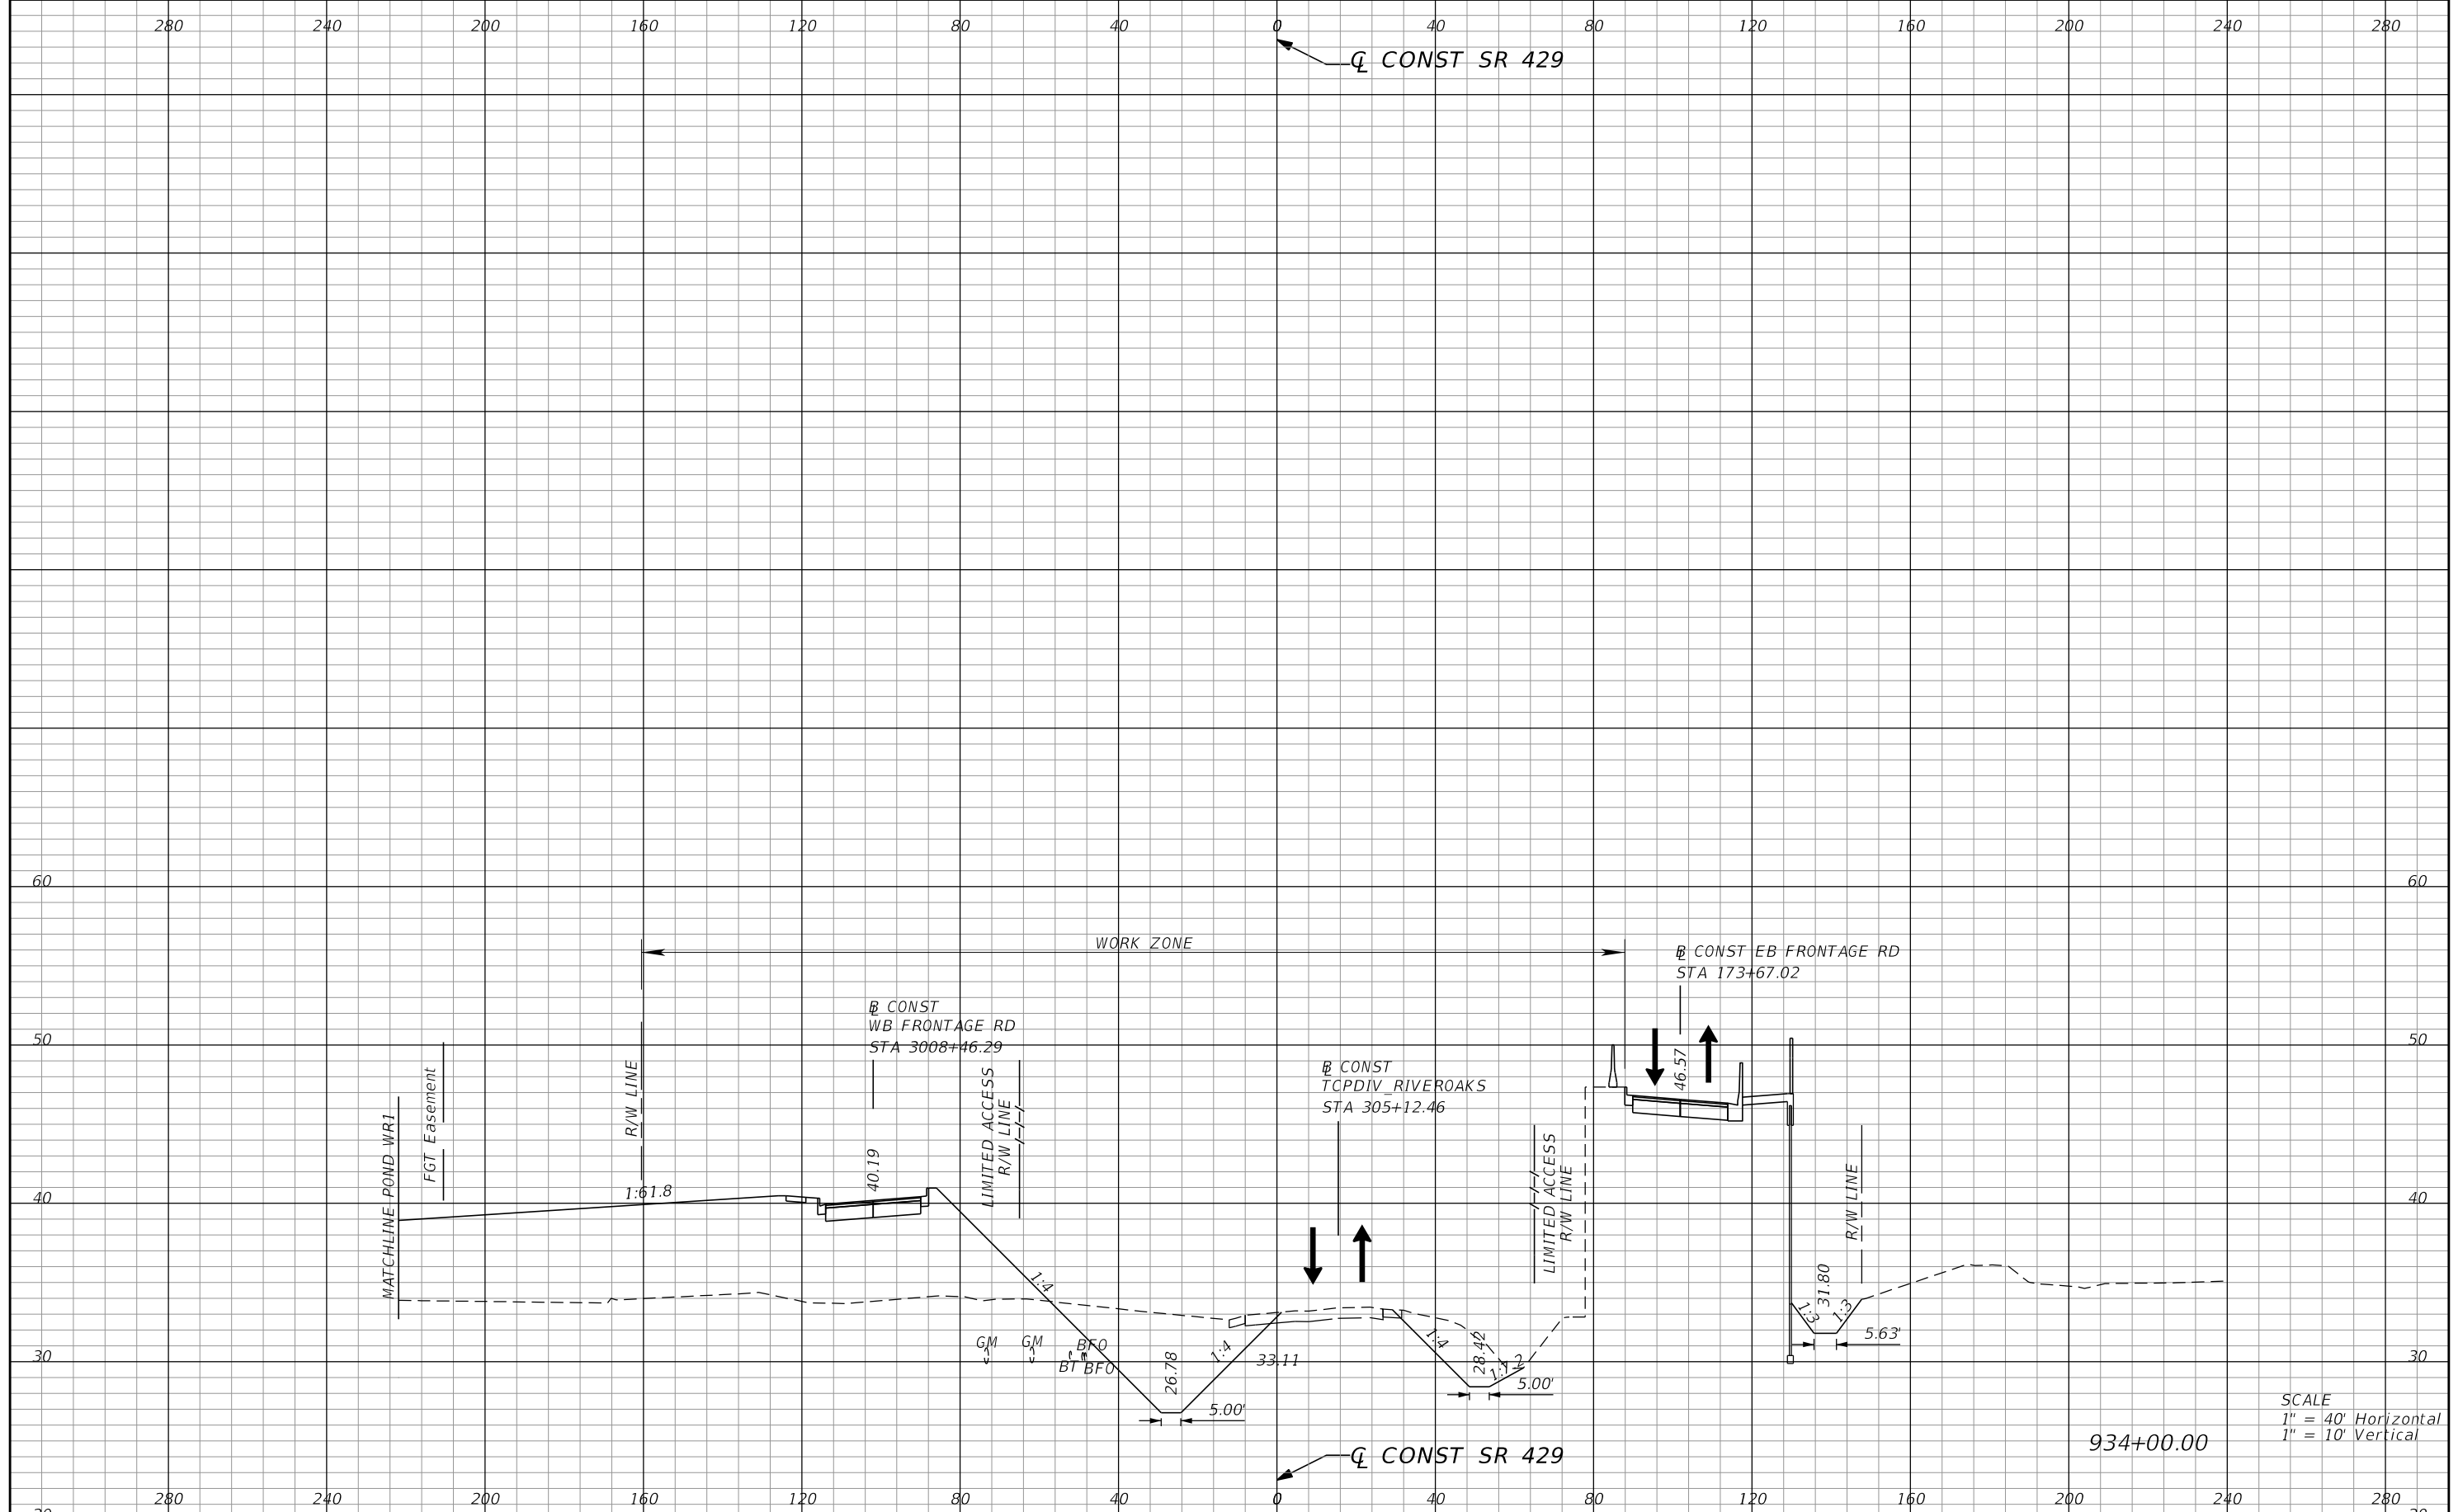 280 240 200 160 120 80 40 0 40 80 120 160 200 240 280
℄ CONST SR 429
60 60
WORK ZONE
BL CONST EB FRONTAGE RD
STA 173+67.02
BL CONST
WB FRONTAGE RD
STA 3008+46.29
50 50
46.57
BL CONST
TCPDIV_RIVEROAKS
STA 305+12.46
MATCHLINE POND WR1
FGT Easement
R/W LINE
LIMITED ACCESS
R/W LINE
LIMITED ACCESS
R/W LINE
R/W LINE
40.19
1:61.8
40 40
1:4
31.80
1:3
1:3
5.63'
GM
GM
BFO
BT
BFO
1:4
33.11
1:4
28.42
5.00'
30 30
26.78
5.00'
SCALE
1" = 40' Horizontal
1" = 10' Vertical
934+00.00
℄ CONST SR 429
280 240 200 160 120 80 40 0 40 80 120 160 200 240 280